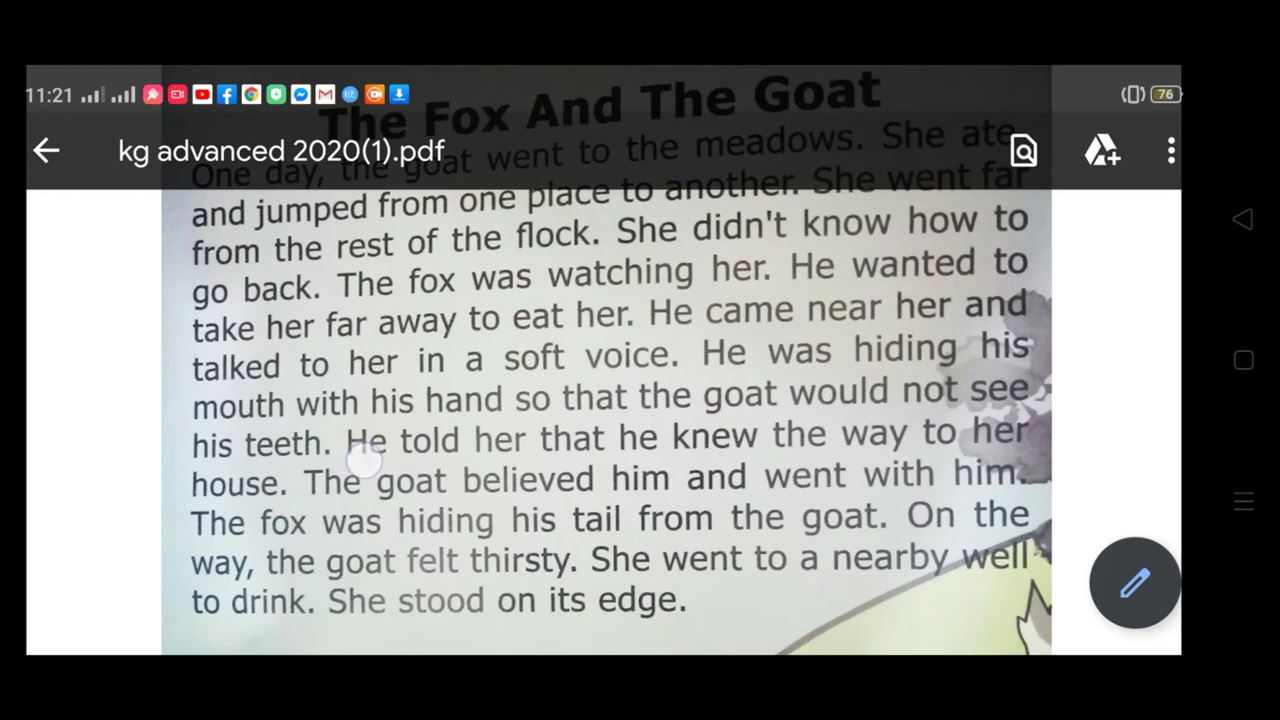 The Fox And The Goat
11:21
76
kg advanced 2020(1).pdf
One day, the goat went to the meadows. She ate
and jumped from one place to another. She went far
from the rest of the flock. She didn't know how to
go back. The fox was watching her. He wanted to
take her far away to eat her. He came near her and
talked to her in a soft voice. He was hiding his
mouth with his hand so that the goat would not see
his teeth. He told her that he knew the way to her
house. The goat believed him and went with him.
The fox was hiding his tail from the goat. On the
way, the goat felt thirsty. She went to a nearby well
to drink. She stood on its edge.